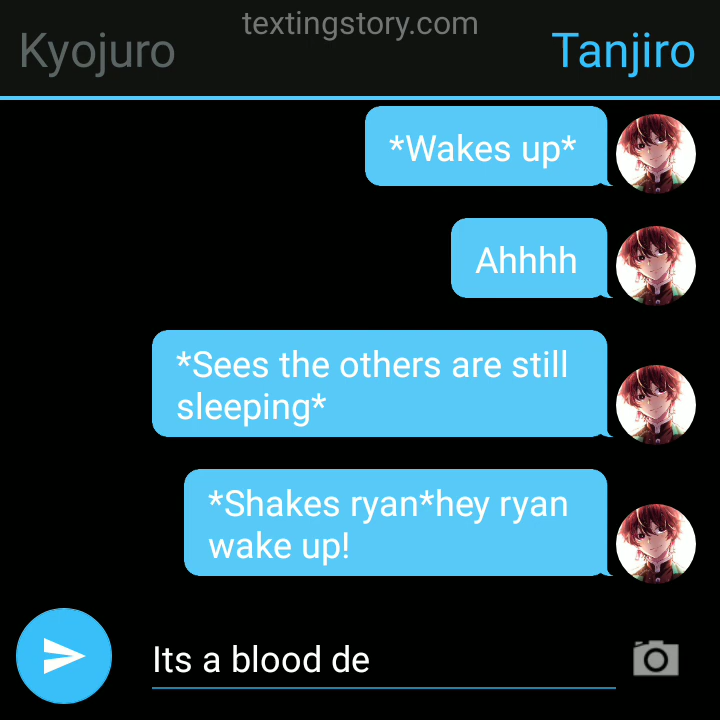 textingstory.com
Kyojuro
Tanjiro
*Wakes up*
Ahhhh
*Sees the others are still
sleeping*
*Shakes ryan*hey ryan
wake up!
Its a blood de